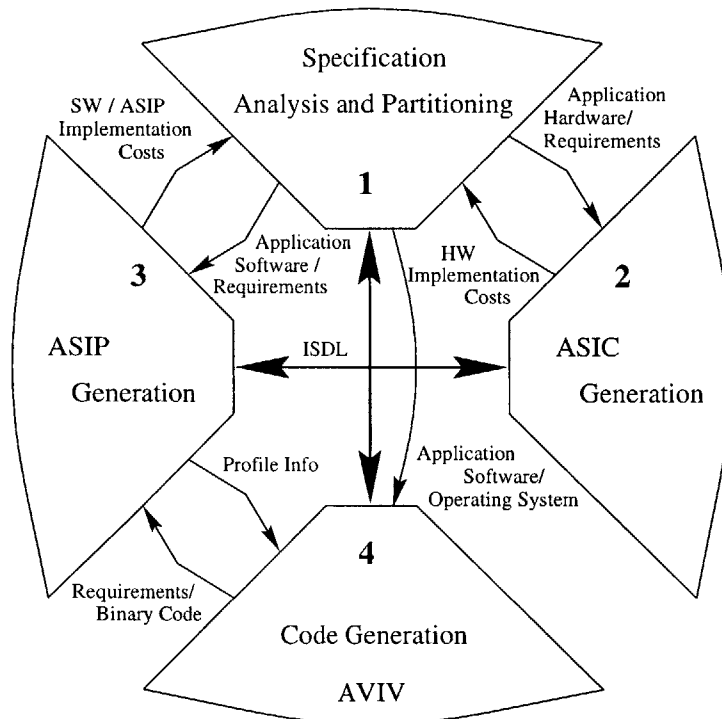 Specification
Analysis and Partitioning
1
SW / ASIP
Implementation
Costs
Application
Hardware/
Requirements
Application
Software /
Requirements
HW
Implementation
Costs
3
ASIP
Generation
2
ASIC
Generation
ISDL
Profile Info
Application
Software/
Operating System
Requirements/
Binary Code
4
Code Generation
AVIV